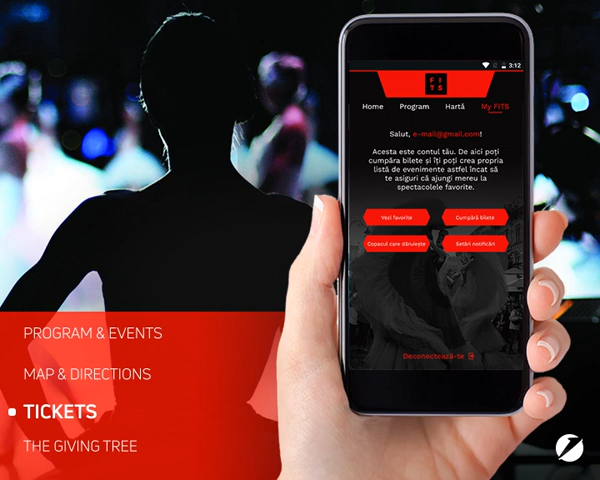 3:12
FI
TS
Home Program Hartă My FITS
Salut, e-mail@gmail.com!
Acesta este contul tău. De aici poți
cumpăra bilete și îți poți crea propria
listă de evenimente astfel încat să
te asiguri că ajungi mereu la
spectacolele favorite.
Vezi favorite Cumpără bilete
Copacul care dăruiește Setări notificări
Deconectează-te
PROGRAM & EVENTS
MAP & DIRECTIONS
TICKETS
THE GIVING TREE